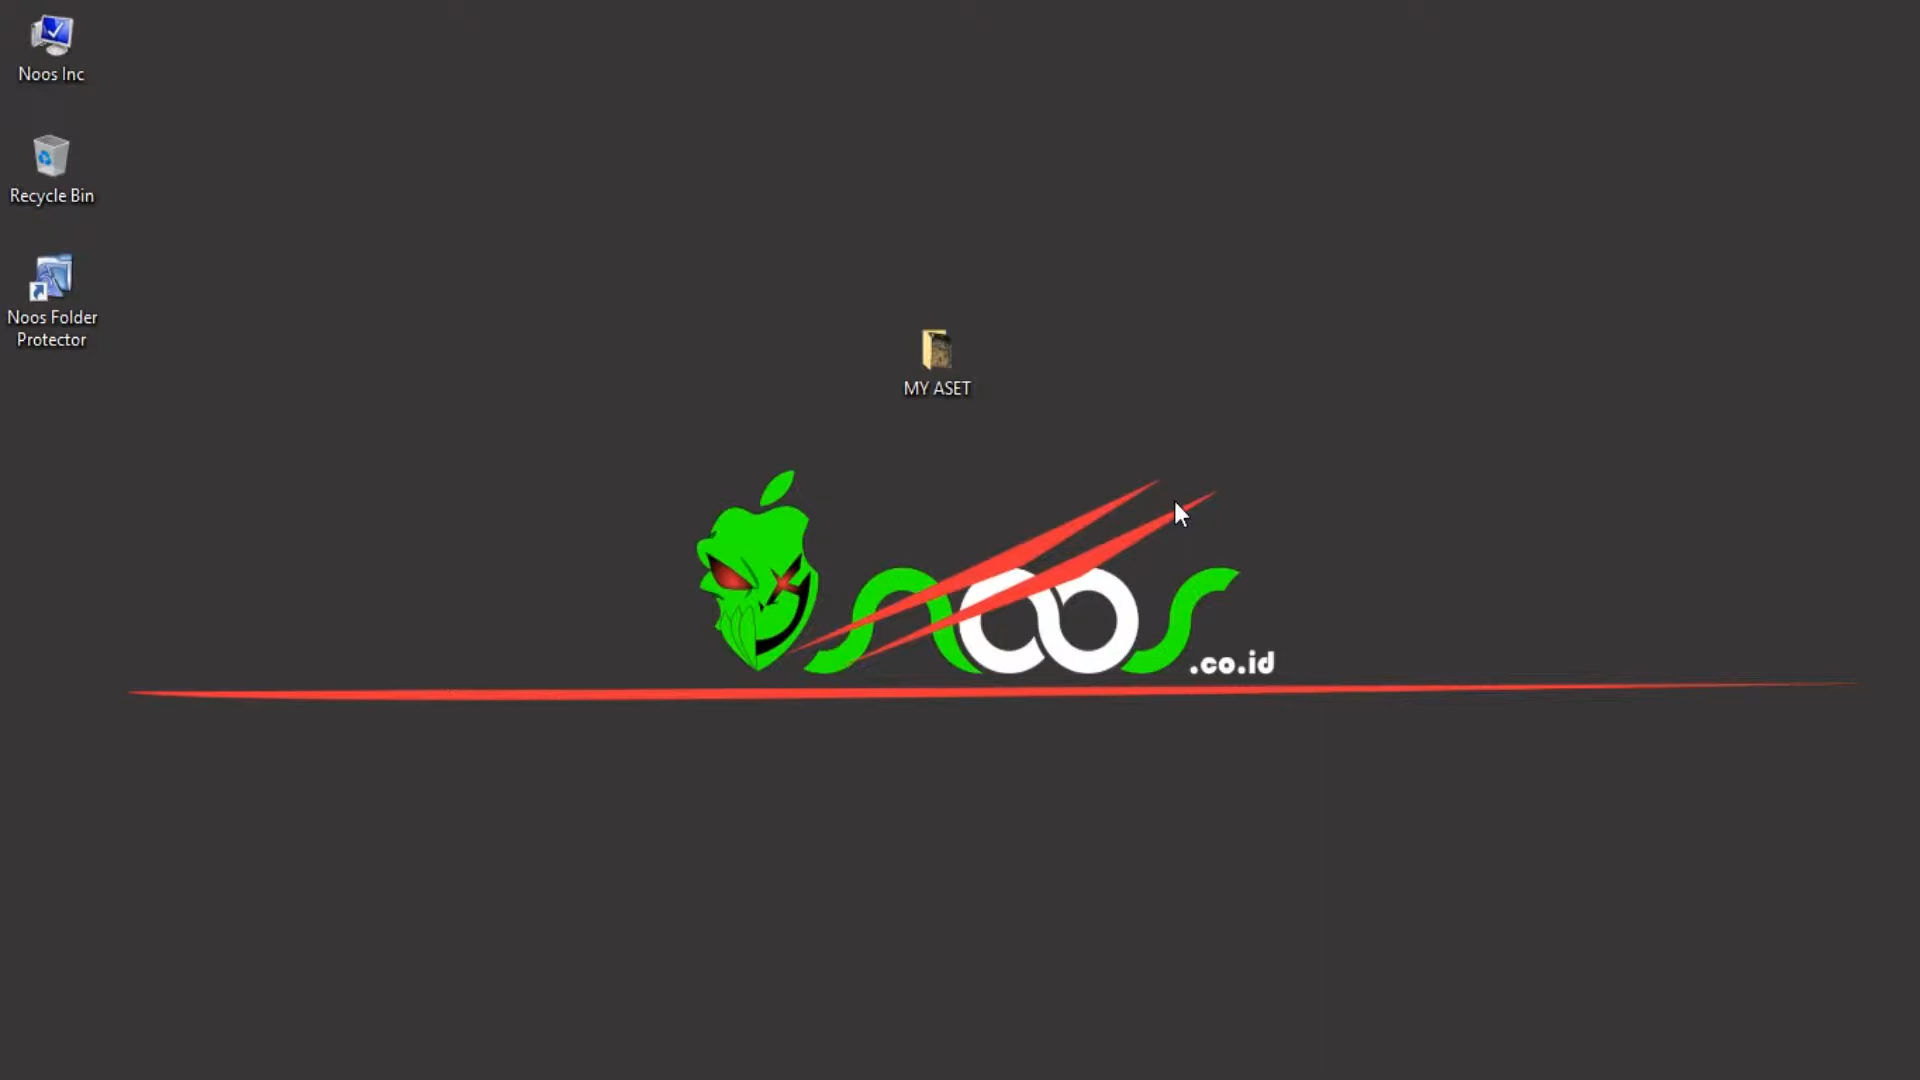 Noos Inc
Recycle Bin
Noos Folder
Protector
MY ASET
noos
.co.id